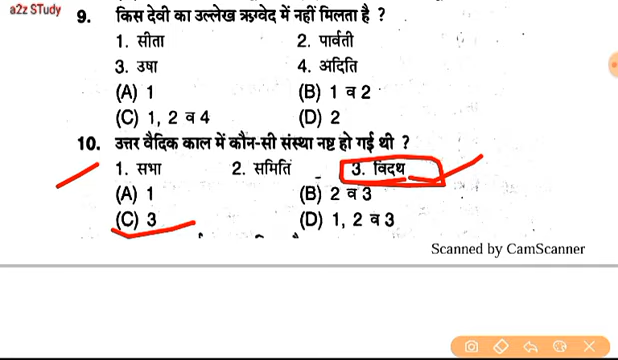 a2z STudy
9. किस देवी का उल्लेख ऋग्वेद में नहीं मिलता है ?
1. सीता 2. पार्वती
3. उषा 4. अदिति
(A) 1 (B) 1 व 2
(C) 1, 2 व 4 (D) 2
10. उत्तर वैदिक काल में कौन-सी संस्था नष्ट हो गई थी ?
1. सभा 2. समिति 3. विदथ
(A) 1 (B) 2 व 3
(C) 3 (D) 1, 2 व 3
Scanned by CamScanner